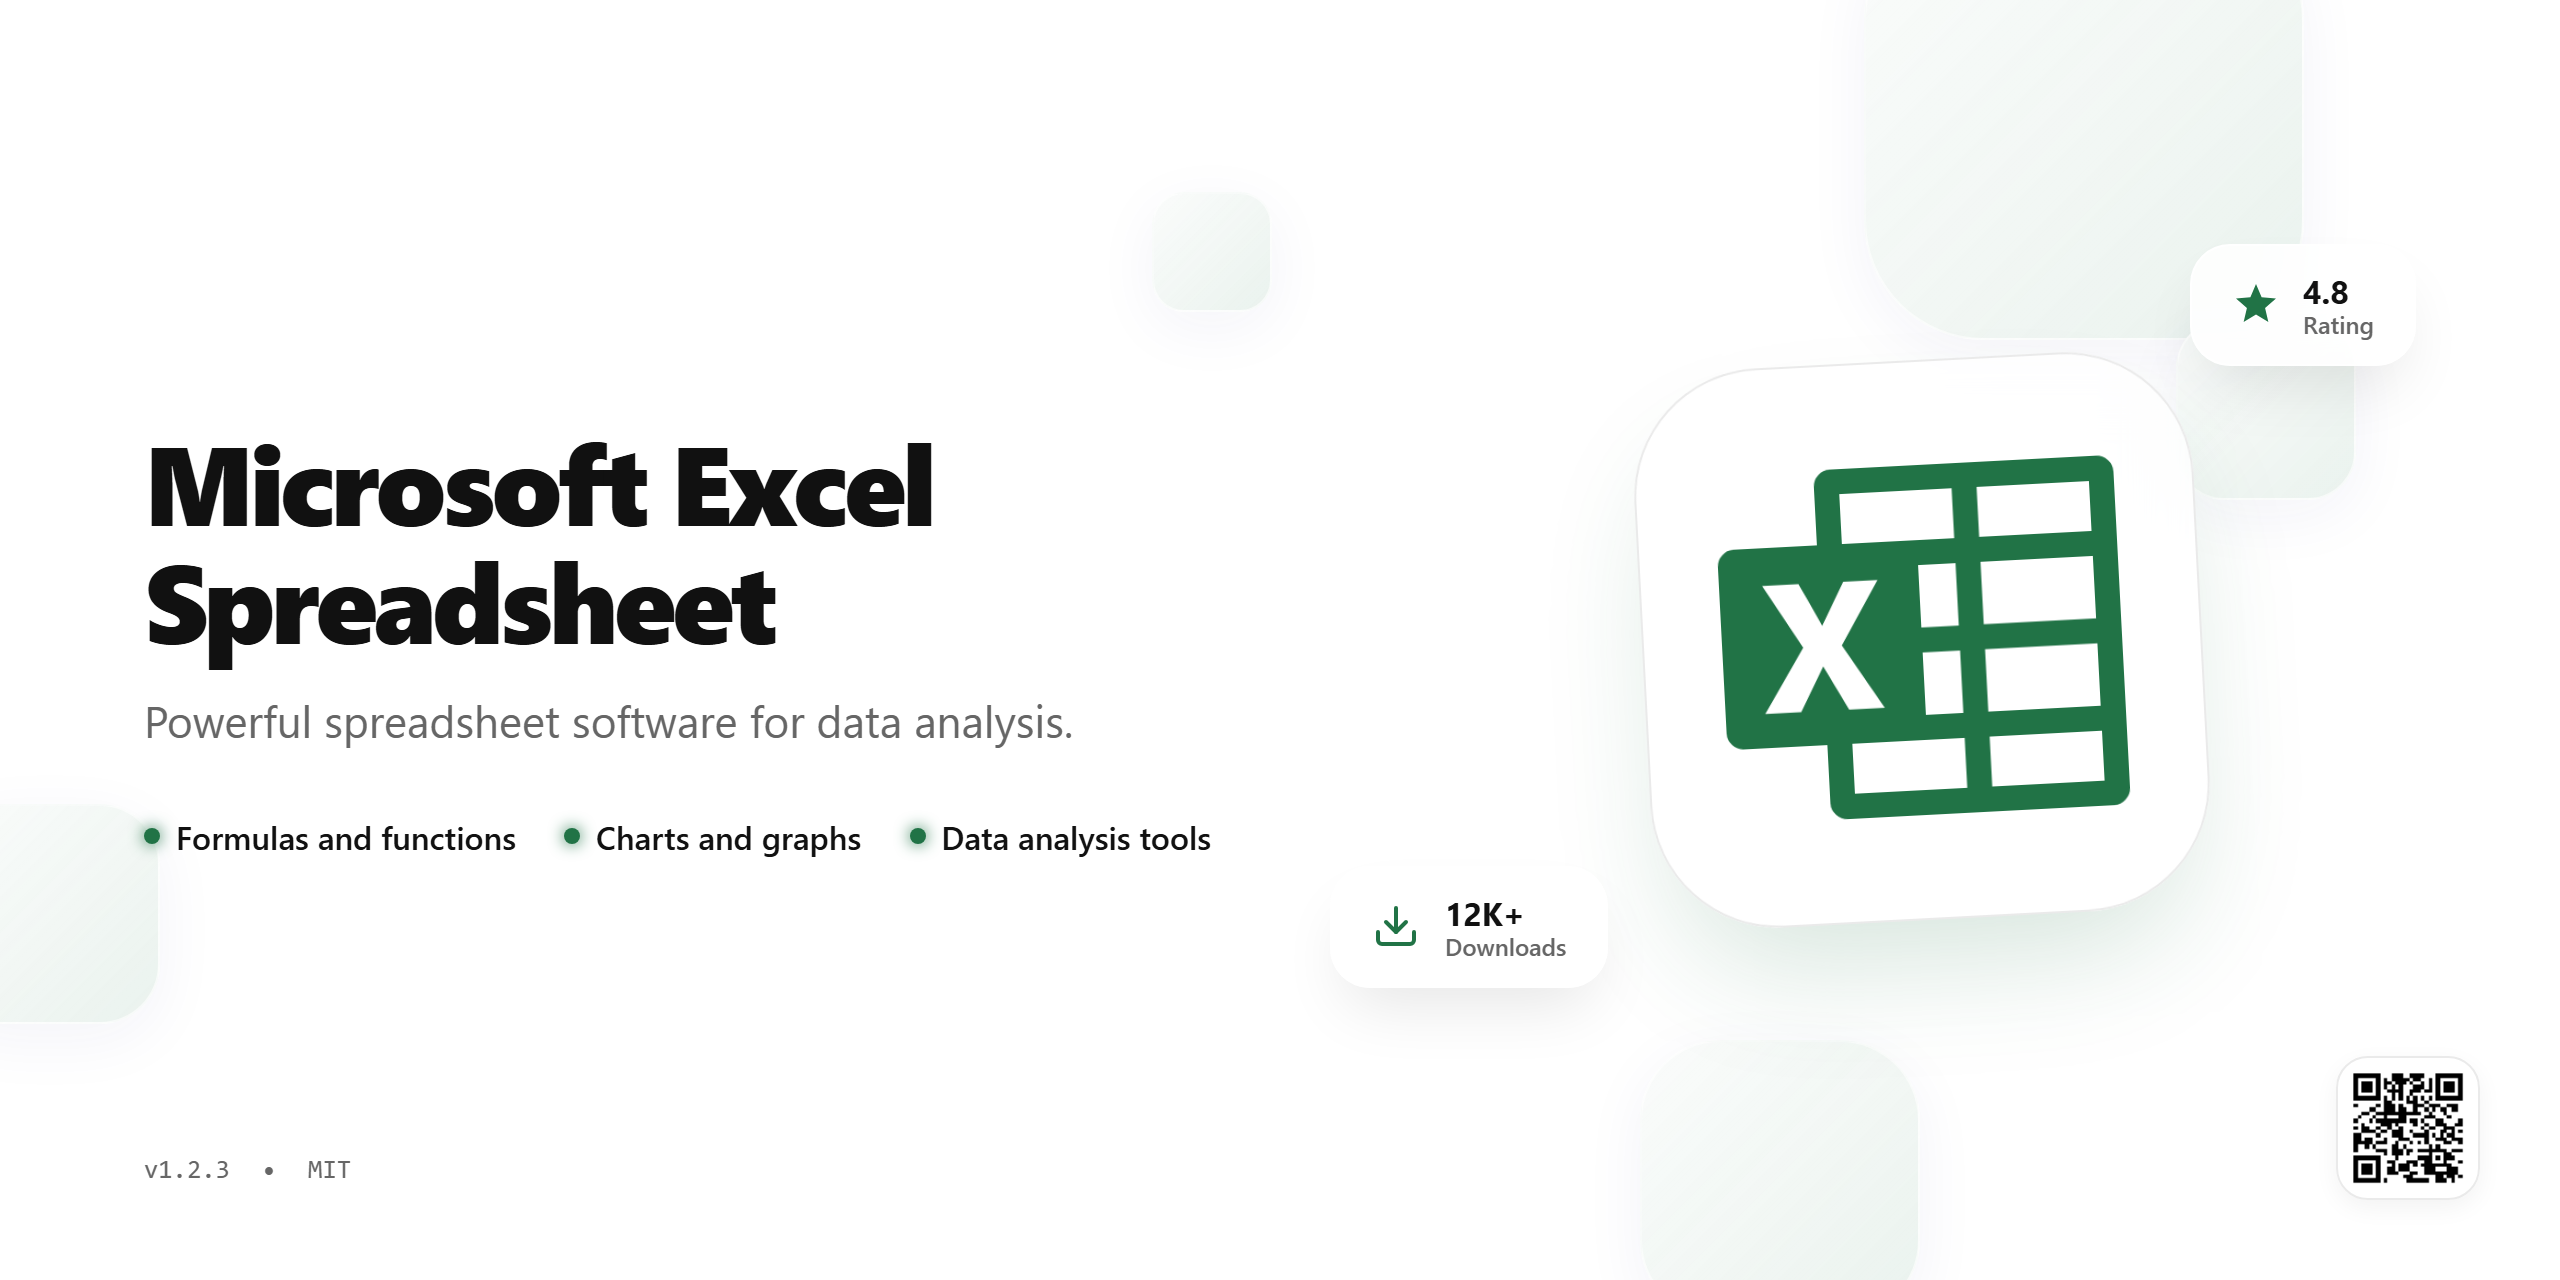 Microsoft Excel
Spreadsheet
Powerful spreadsheet software for data analysis.
Formulas and functions
Charts and graphs
Data analysis tools
4.8
Rating
X
12K+
Downloads
v1.2.3 • MIT